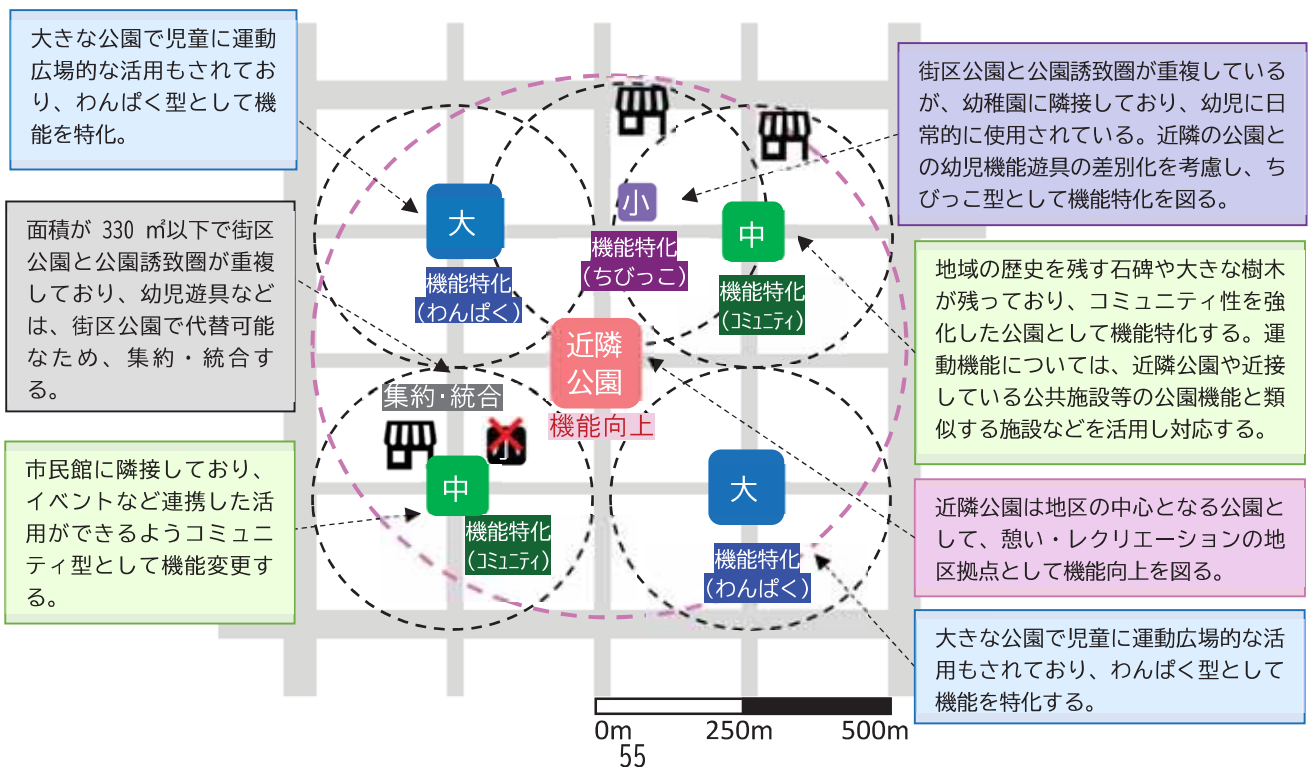 大きな公園で児童に運動
広場的な活用もされてお
り、わんぱく型として機
能を特化。
面積が 330 ㎡以下で街区
公園と公園誘致圏が重複
しており、幼児遊具など
は、街区公園で代替可能
なため、集約・統合す
る。
市民館に隣接しており、
イベントなど連携した活
用ができるようコミュニ
ティ型として機能変更す
る。
大
機能特化
(わんぱく)
小
機能特化
(ちびっこ)
中
機能特化
(コミュニティ)
近隣
公園
機能向上
集約・統合
中
機能特化
(コミュニティ)
大
機能特化
(わんぱく)
街区公園と公園誘致圏が重複している
が、幼稚園に隣接しており、幼児に日
常的に使用されている。近隣の公園と
の幼児機能遊具の差別化を考慮し、ち
びっこ型として機能特化を図る。
地域の歴史を残す石碑や大きな樹木
が残っており、コミュニティ性を強
化した公園として機能特化する。運
動機能については、近隣公園や近接
している公共施設等の公園機能と類
似する施設などを活用し対応する。
近隣公園は地区の中心となる公園と
して、憩い・レクリエーションの地
区拠点として機能向上を図る。
大きな公園で児童に運動広場的な活
用もされており、わんぱく型として
機能を特化する。
0m 250m 500m
55